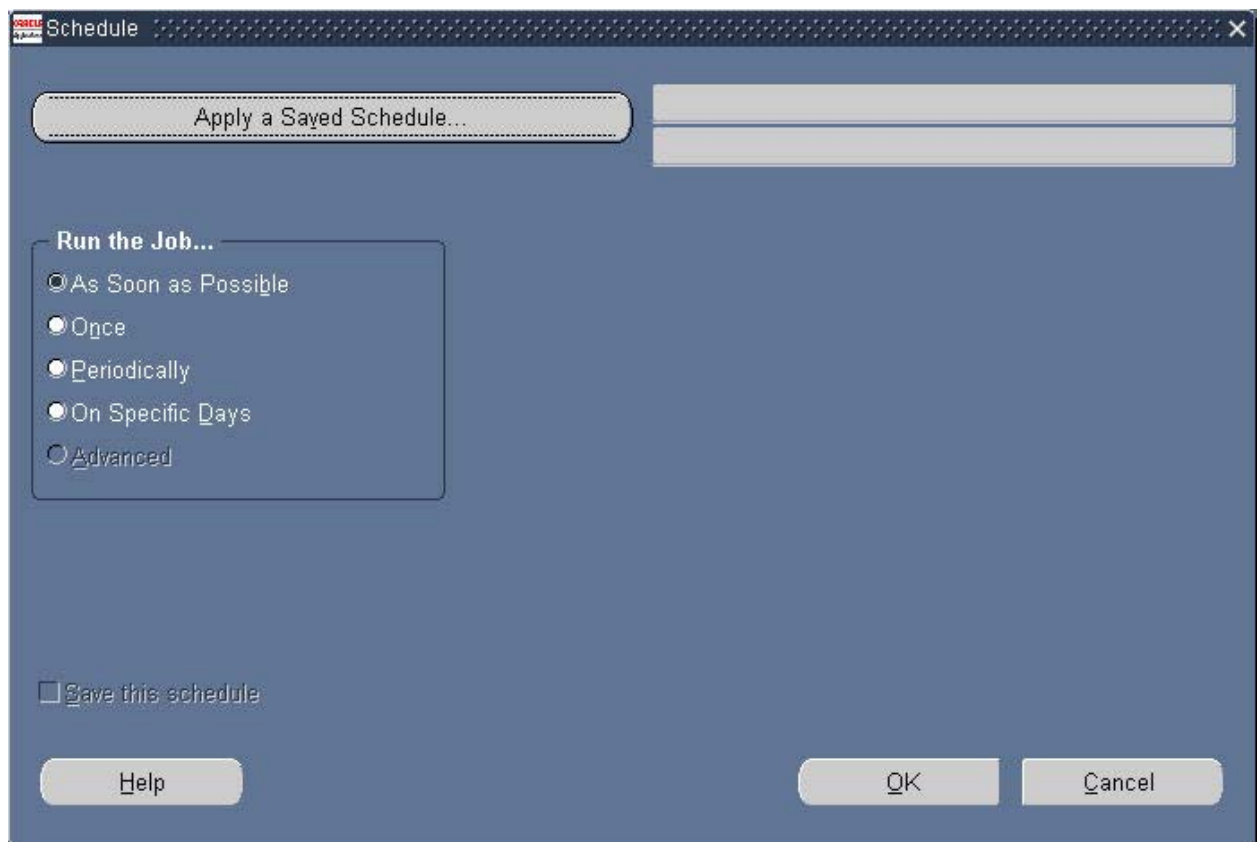 ORACLE
Schedule
Apply a Saved Schedule...
Run the Job...
As Soon as Possible
Once
Periodically
On Specific Days
Advanced
Save this schedule
Help
OK
Cancel